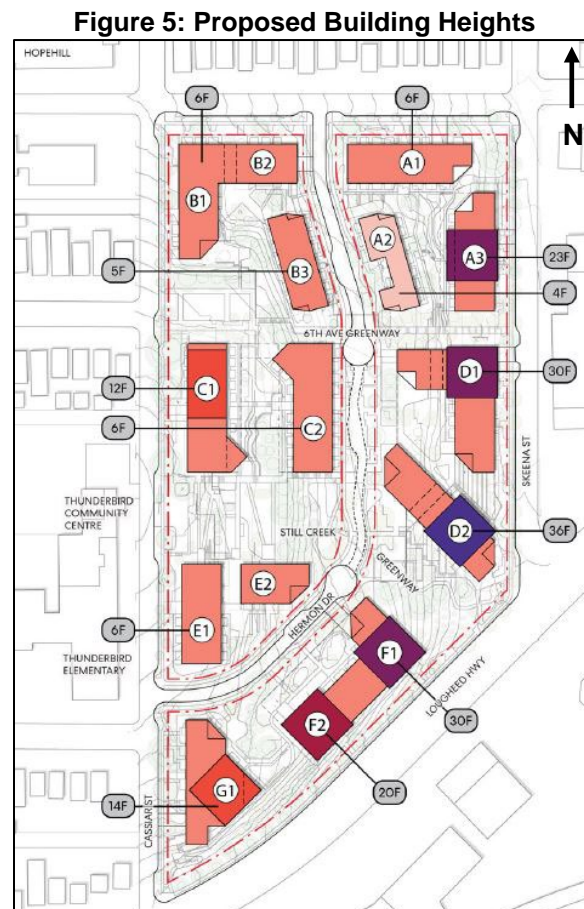 Figure 5: Proposed Building Heights
HOPEHILL
N
6F
6F
B2
A1
B1
A2
B3
A3
23F
5F
4F
6TH AVE GREENWAY
12F
C1
D1
30F
6F
C2
SKEENA ST
THUNDERBIRD
COMMUNITY
CENTRE
STILL CREEK
D2
36F
GREENWAY
E2
HERMON DR
6F
E1
F1
THUNDERBIRD
ELEMENTARY
LOUGHEED HWY
F2
30F
G1
14F
20F
CASSIAR ST